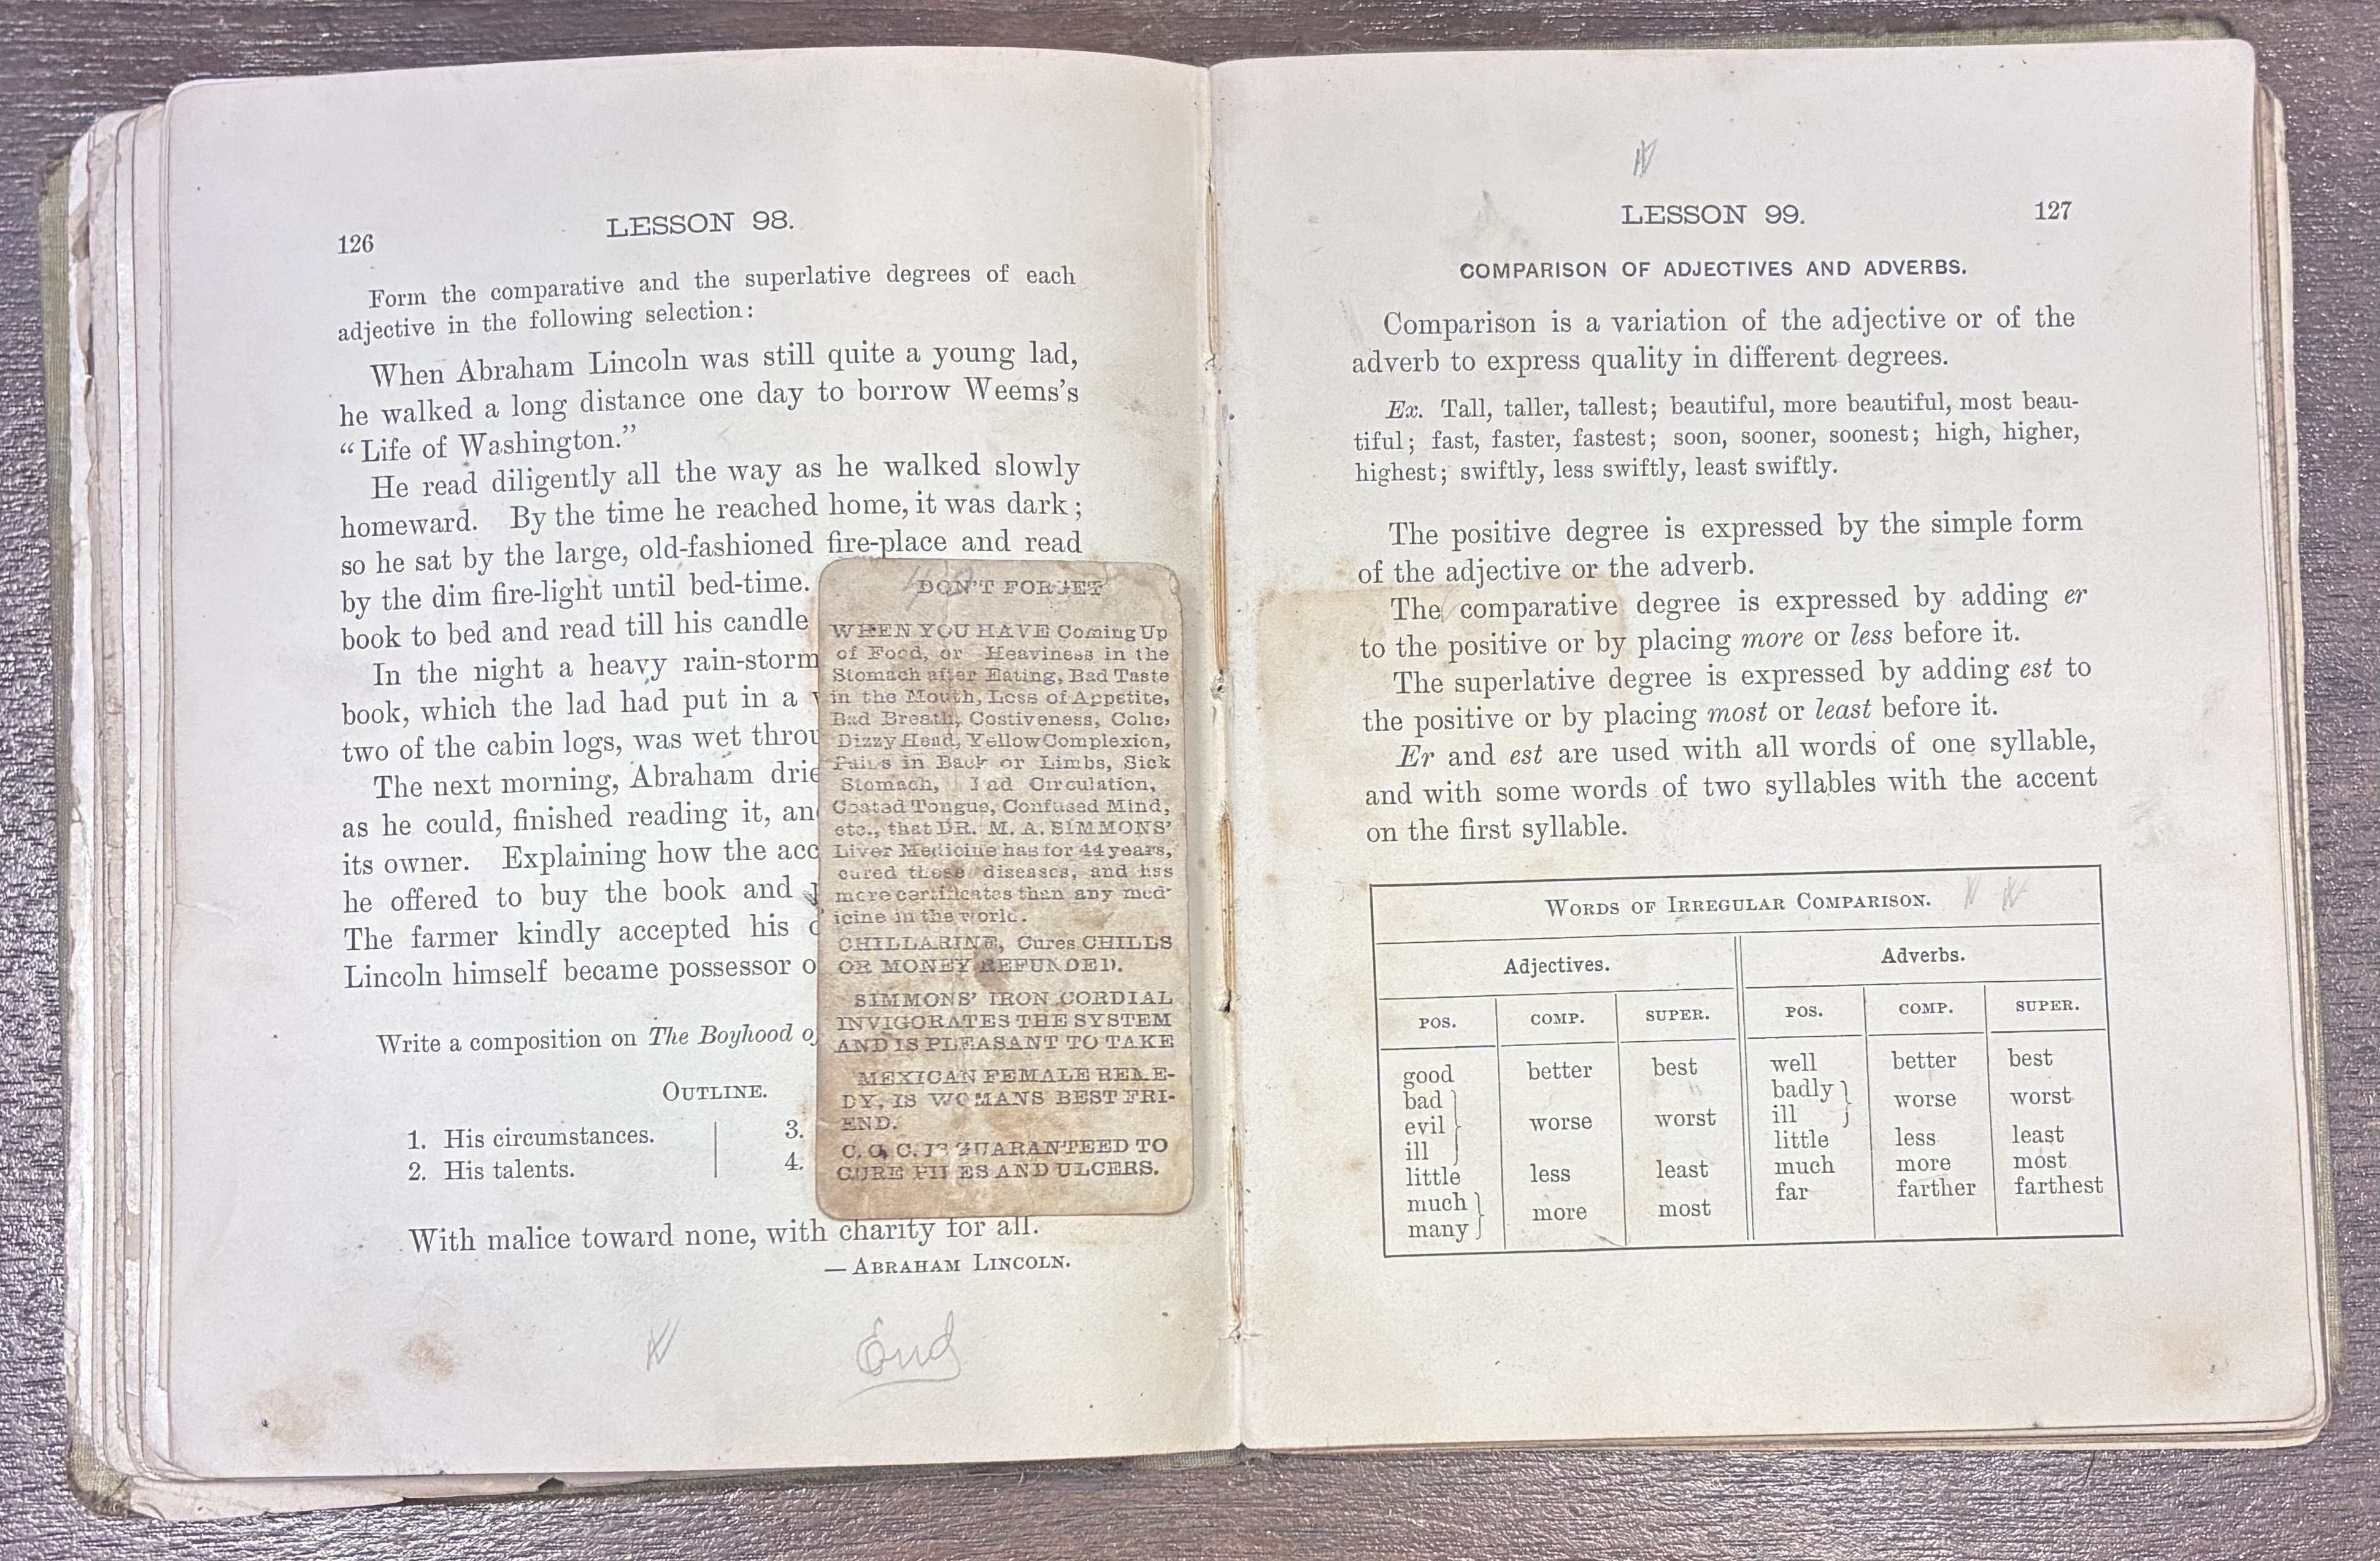 126
LESSON 98.
Form the comparative and the superlative degrees of each
adjective in the following selection:
When Abraham Lincoln was still quite a young lad,
he walked a long distance one day to borrow Weems's
“Life of Washington.”
He read diligently all the way as he walked slowly
homeward. By the time he reached home, it was dark;
so he sat by the large, old-fashioned fire-place and read
by the dim fire-light until bed-time.
book to bed and read till his candle
In the night a heavy rain-storm
book, which the lad had put in a
two of the cabin logs, was wet throu
The next morning, Abraham drie
as he could, finished reading it, an
its owner. Explaining how the acc
he offered to buy the book and
The farmer kindly accepted his
Lincoln himself became possessor o
Write a composition on The Boyhood
OUTLINE.
1. His circumstances.
2. His talents.
3.
4.
With malice toward none, with charity for all.
— ABRAHAM LINCOLN.
End
DON'T FORGET
WHEN YOU HAVE Coming Up
of Food, or Heaviness in the
Stomach after Eating, Bad Taste
in the Mouth, Loss of Appetite,
Bad Breath, Costiveness, Colic,
Dizzy Head, Yellow Complexion,
Pains in Back or Limbs, Sick
Stomach, Bad Circulation,
Coated Tongue, Confused Mind,
etc., that DR. M. A. SIMMONS'
Liver Medicine has for 44 years,
cured these diseases, and has
more certificates than any med-
icine in the world.
CHILLARINE, Cures CHILLS
OR MONEY REFUNDED.
SIMMONS' IRON CORDIAL
INVIGORATES THE SYSTEM
AND IS PLEASANT TO TAKE
MEXICAN FEMALE REME-
DY, IS WOMANS BEST FRI-
END.
C. C. C. IS GUARANTEED TO
CURE PILES AND ULCERS.
LESSON 99.
127
COMPARISON OF ADJECTIVES AND ADVERBS.
Comparison is a variation of the adjective or of the
adverb to express quality in different degrees.
Ex. Tall, taller, tallest; beautiful, more beautiful, most beau-
tiful; fast, faster, fastest; soon, sooner, soonest; high, higher,
highest; swiftly, less swiftly, least swiftly.
The positive degree is expressed by the simple form
of the adjective or the adverb.
The comparative degree is expressed by adding er
to the positive or by placing more or less before it.
The superlative degree is expressed by adding est to
the positive or by placing most or least before it.
Er and est are used with all words of one syllable,
and with some words of two syllables with the accent
on the first syllable.
WORDS OF IRREGULAR COMPARISON.
Adjectives.
POS. COMP. SUPER.
good better best
bad
evil worse worst
ill
little less least
much
many more most
Adverbs.
POS. COMP. SUPER.
well better best
badly
ill worse worst
little less least
much more most
far farther farthest